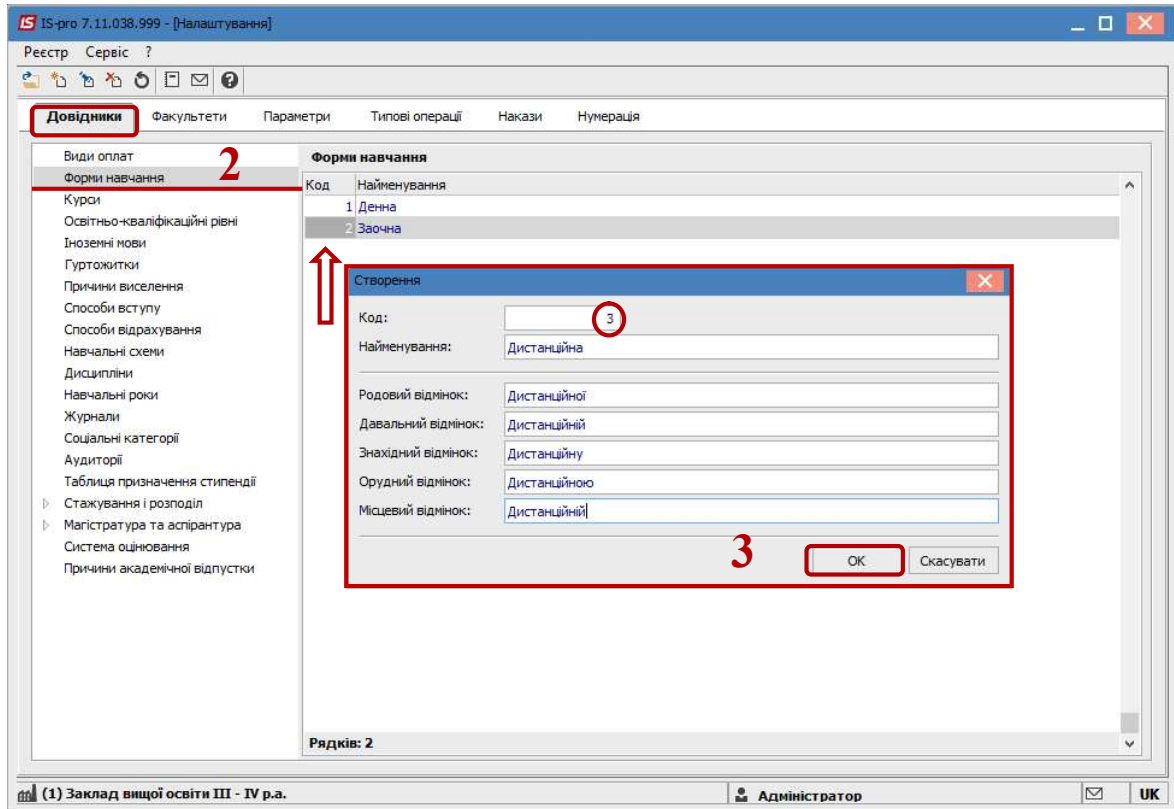 IS-pro 7.11.038.999 - [Налаштування]
Реєстр Сервіс ?
Довідники Факультети Параметри Типові операції Накази Нумерація
Види оплат
2
Форми навчання
Курси
Освітньо-кваліфікаційні рівні
Іноземні мови
Гуртожитки
Причини виселення
Способи вступу
Способи відрахування
Навчальні схеми
Дисципліни
Навчальні роки
Журнали
Соціальні категорії
Аудиторії
Таблиця призначення стипендії
Стажування і розподіл
Магістратура та аспірантура
Система оцінювання
Причини академічної відпустки
Форми навчання
Код Найменування
1 Денна
2 Заочна
Створення
Код: 3
Найменування: Дистанційна
Родовий відмінок: Дистанційної
Давальний відмінок: Дистанційній
Знахідний відмінок: Дистанційну
Орудний відмінок: Дистанційною
Місцевий відмінок: Дистанційній
3
OK Скасувати
Рядків: 2
(1) Заклад вищої освіти III - IV р.а. Адміністратор UK